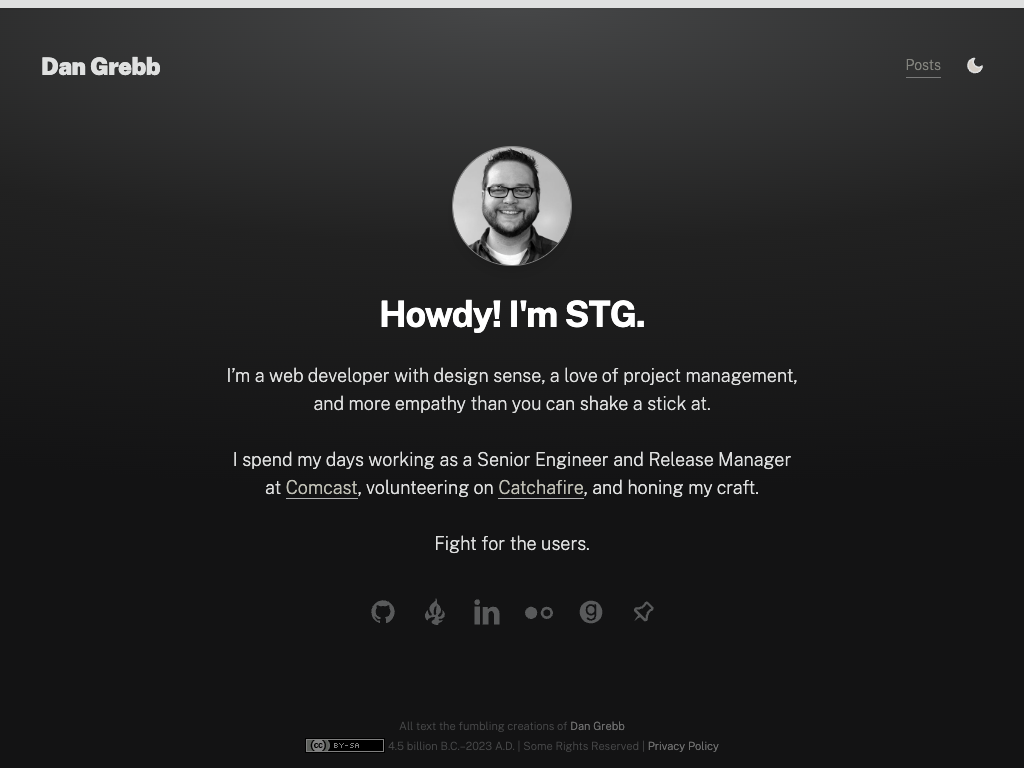 Dan Grebb
Posts
Howdy! I'm STG.
I’m a web developer with design sense, a love of project management,
and more empathy than you can shake a stick at.
I spend my days working as a Senior Engineer and Release Manager
at Comcast, volunteering on Catchafire, and honing my craft.
Fight for the users.
All text the fumbling creations of Dan Grebb
cc BY-SA 4.5 billion B.C.–2023 A.D. | Some Rights Reserved | Privacy Policy